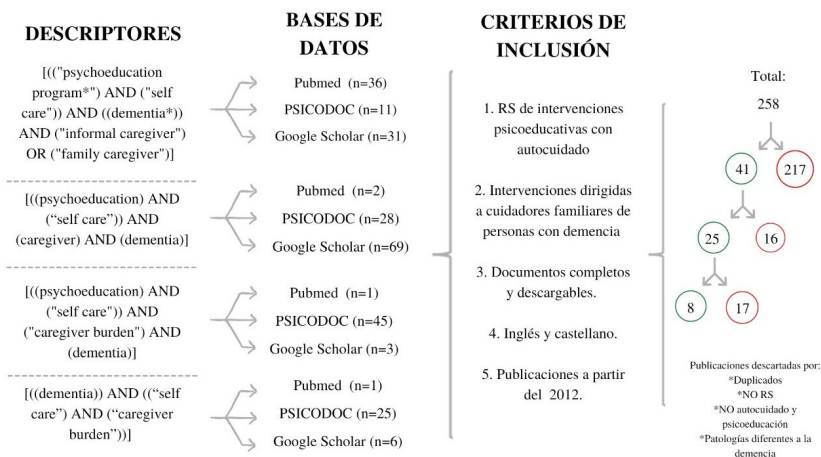 DESCRIPTORES
[(("psychoeducation
program*") AND ("self
care")) AND ((dementia*))
AND ("informal caregiver")
OR ("family caregiver")]
[((psychoeducation) AND
(“self care”)) AND
(caregiver) AND (dementia)]
[((psychoeducation) AND
("self care")) AND
("caregiver burden") AND
(dementia)]
[((dementia)) AND ((“self
care”) AND (“caregiver
burden”))]
BASES DE
DATOS
Pubmed (n=36)
PSICODOC (n=11)
Google Scholar (n=31)
Pubmed (n=2)
PSICODOC (n=28)
Google Scholar (n=69)
Pubmed (n=1)
PSICODOC (n=45)
Google Scholar (n=3)
Pubmed (n=1)
PSICODOC (n=25)
Google Scholar (n=6)
CRITERIOS DE
INCLUSIÓN
1. RS de intervenciones
psicoeducativas con
autocuidado
2. Intervenciones dirigidas
a cuidadores familiares de
personas con demencia
3. Documentos completos
y descargables.
4. Inglés y castellano.
5. Publicaciones a partir
del 2012.
Total:
258
41 217
25 16
8 17
Publicaciones descartadas por:
*Duplicados
*NO RS
*NO autocuidado y
psicoeducación
*Patologías diferentes a la
demencia